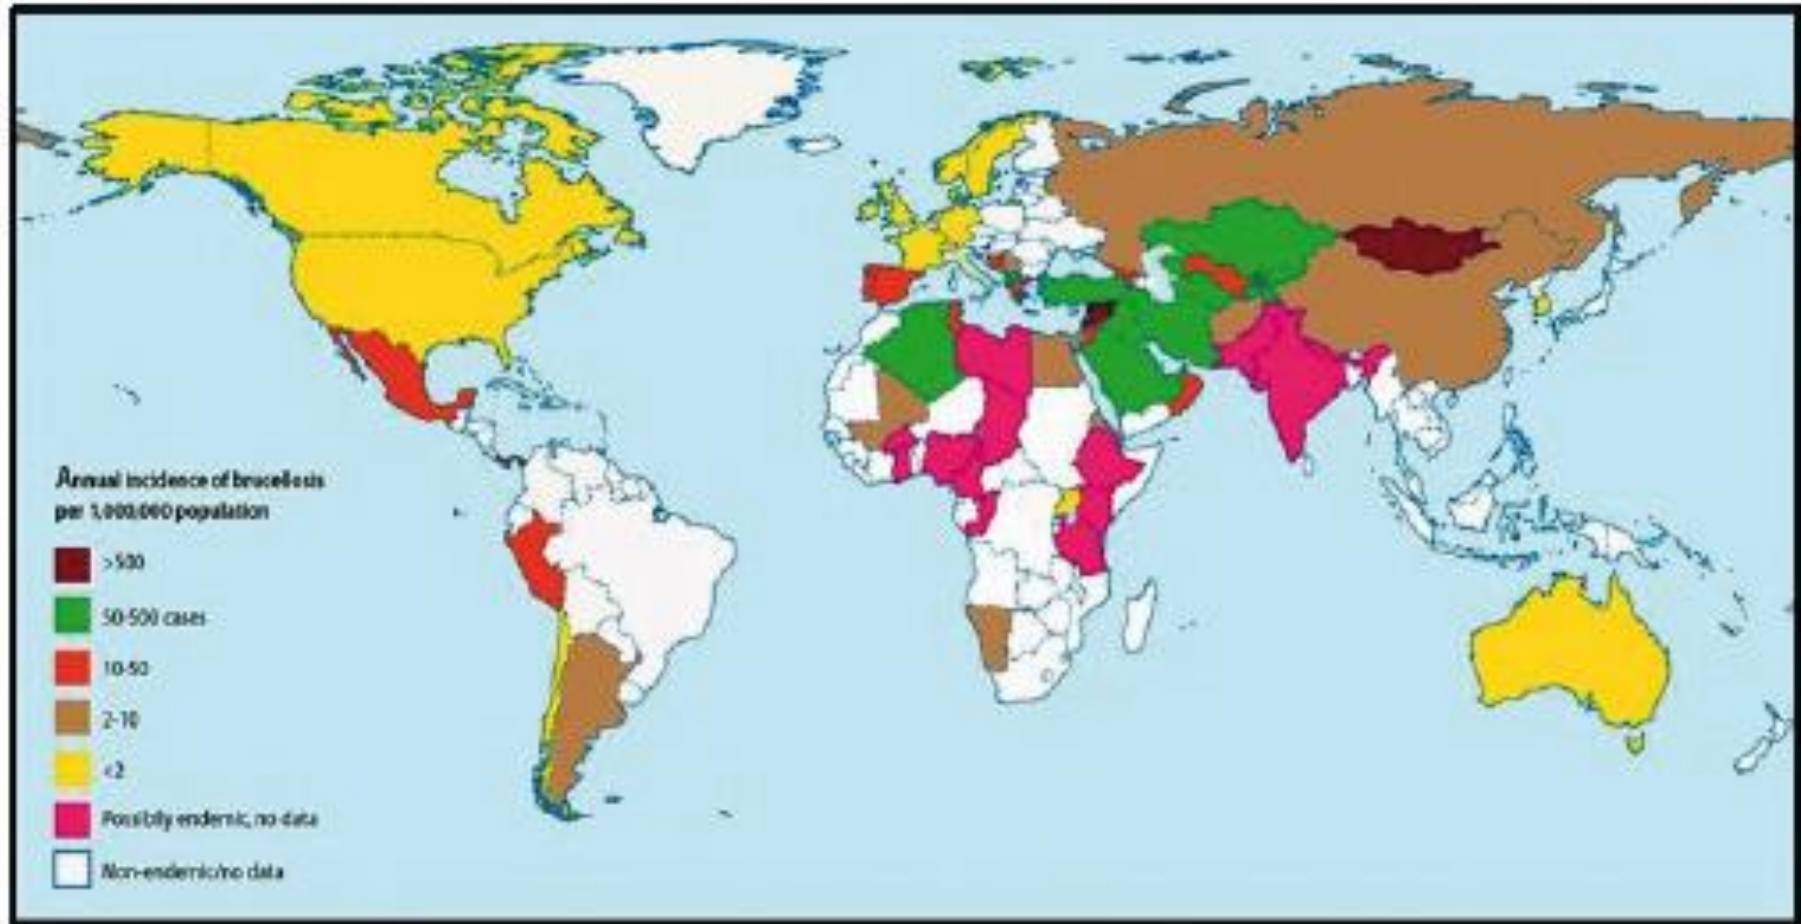 Annual incidence of brucellosis
per 1,000,000 population
>500
50-500 cases
10-50
2-10
<2
Possibily endemic, no data
Non-endemic/no data